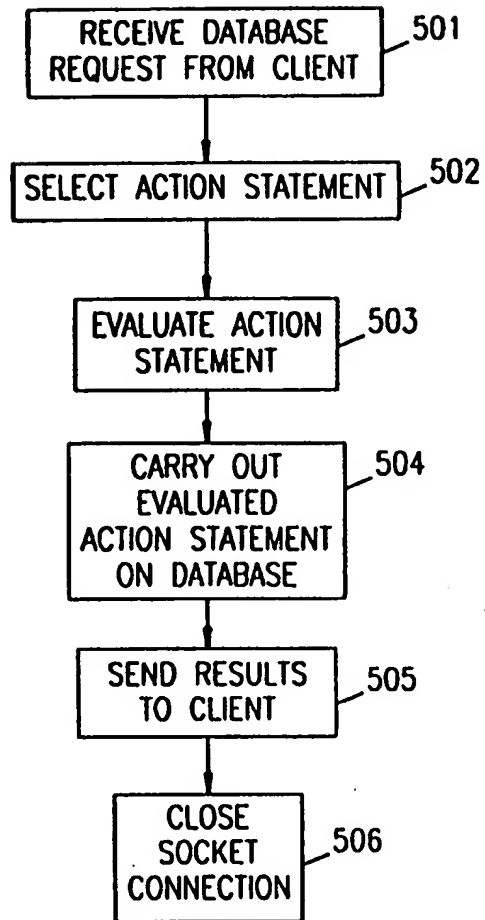 RECEIVE DATABASE
REQUEST FROM CLIENT
501
SELECT ACTION STATEMENT
502
EVALUATE ACTION
STATEMENT
503
CARRY OUT
EVALUATED
ACTION STATEMENT
ON DATABASE
504
SEND RESULTS
TO CLIENT
505
CLOSE
SOCKET
CONNECTION
506